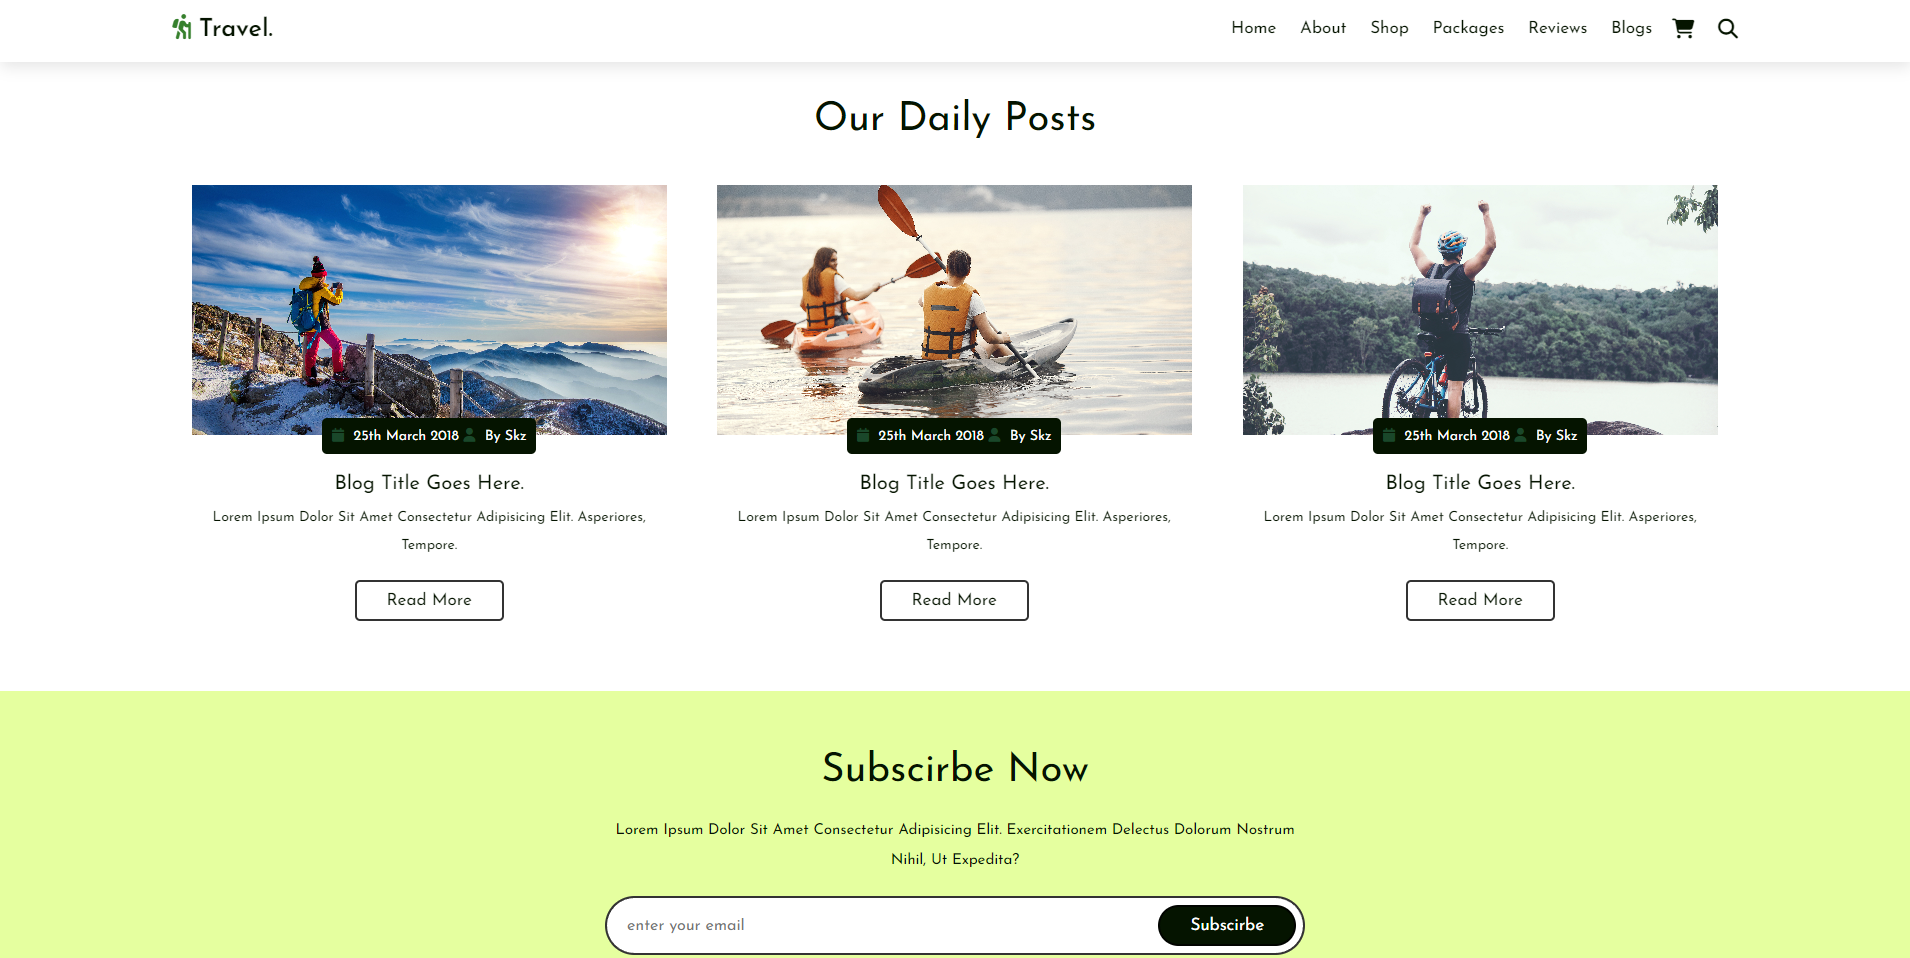 Travel.
Home About Shop Packages Reviews Blogs
Our Daily Posts
25th March 2018 By Skz
Blog Title Goes Here.
Lorem Ipsum Dolor Sit Amet Consectetur Adipisicing Elit. Asperiores,
Tempore.
Read More
25th March 2018 By Skz
Blog Title Goes Here.
Lorem Ipsum Dolor Sit Amet Consectetur Adipisicing Elit. Asperiores,
Tempore.
Read More
25th March 2018 By Skz
Blog Title Goes Here.
Lorem Ipsum Dolor Sit Amet Consectetur Adipisicing Elit. Asperiores,
Tempore.
Read More
Subscirbe Now
Lorem Ipsum Dolor Sit Amet Consectetur Adipisicing Elit. Exercitationem Delectus Dolorum Nostrum
Nihil, Ut Expedita?
enter your email
Subscirbe